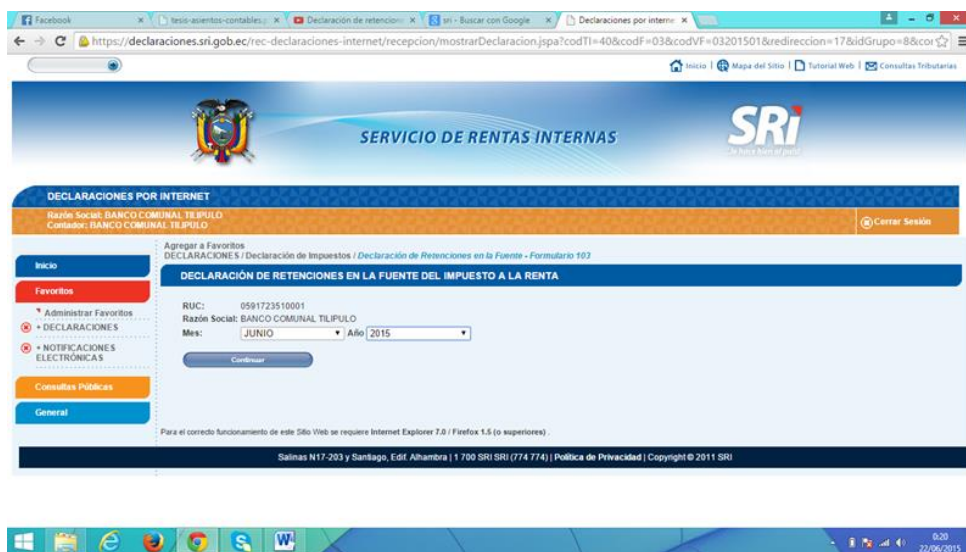 Facebook
tesis-asientos-contables.p
Declaración de retencion
sri - Buscar con Google
Declaraciones por interne
https://declaraciones.sri.gob.ec/rec-declaraciones-internet/recepcion/mostrarDeclaracion.jspa?codTI=40&codF=03&codVF=03201501&redireccion=17&idGrupo=8&cor
Inicio | Mapa del Sitio | Tutorial Web | Consultas Tributarias
SERVICIO DE RENTAS INTERNAS
SRi
...le hace bien al país!
DECLARACIONES POR INTERNET
Razón Social: BANCO COMUNAL TILIPULO
Contador: BANCO COMUNAL TILIPULO
Cerrar Sesión
Agregar a Favoritos
DECLARACIONES / Declaración de Impuestos / Declaración de Retenciones en la Fuente - Formulario 103
DECLARACIÓN DE RETENCIONES EN LA FUENTE DEL IMPUESTO A LA RENTA
Inicio
Favoritos
Administrar Favoritos
+ DECLARACIONES
+ NOTIFICACIONES
ELECTRÓNICAS
Consultas Públicas
General
RUC: 0591723510001
Razón Social: BANCO COMUNAL TILIPULO
Mes: JUNIO Año 2015
Continuar
Para el correcto funcionamiento de este Sitio Web se requiere Internet Explorer 7.0 / Firefox 1.5 (o superiores) .
Salinas N17-203 y Santiago, Edif. Alhambra | 1 700 SRI SRI (774 774) | Política de Privacidad | Copyright © 2011 SRI
0:20
22/06/2015